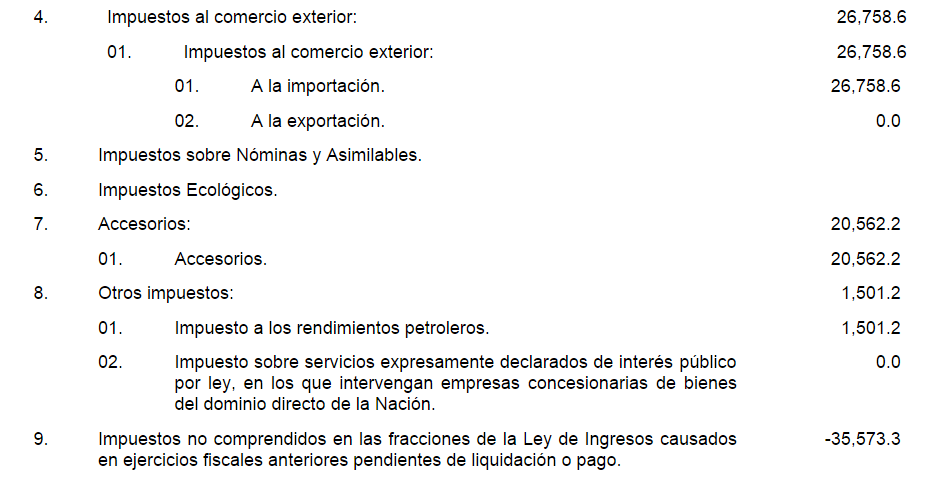 4. Impuestos al comercio exterior: 26,758.6
01. Impuestos al comercio exterior: 26,758.6
01. A la importación. 26,758.6
02. A la exportación. 0.0
5. Impuestos sobre Nóminas y Asimilables.
6. Impuestos Ecológicos.
7. Accesorios: 20,562.2
01. Accesorios. 20,562.2
8. Otros impuestos: 1,501.2
01. Impuesto a los rendimientos petroleros. 1,501.2
02. Impuesto sobre servicios expresamente declarados de interés público 0.0
por ley, en los que intervengan empresas concesionarias de bienes
del dominio directo de la Nación.
9. Impuestos no comprendidos en las fracciones de la Ley de Ingresos causados -35,573.3
en ejercicios fiscales anteriores pendientes de liquidación o pago.